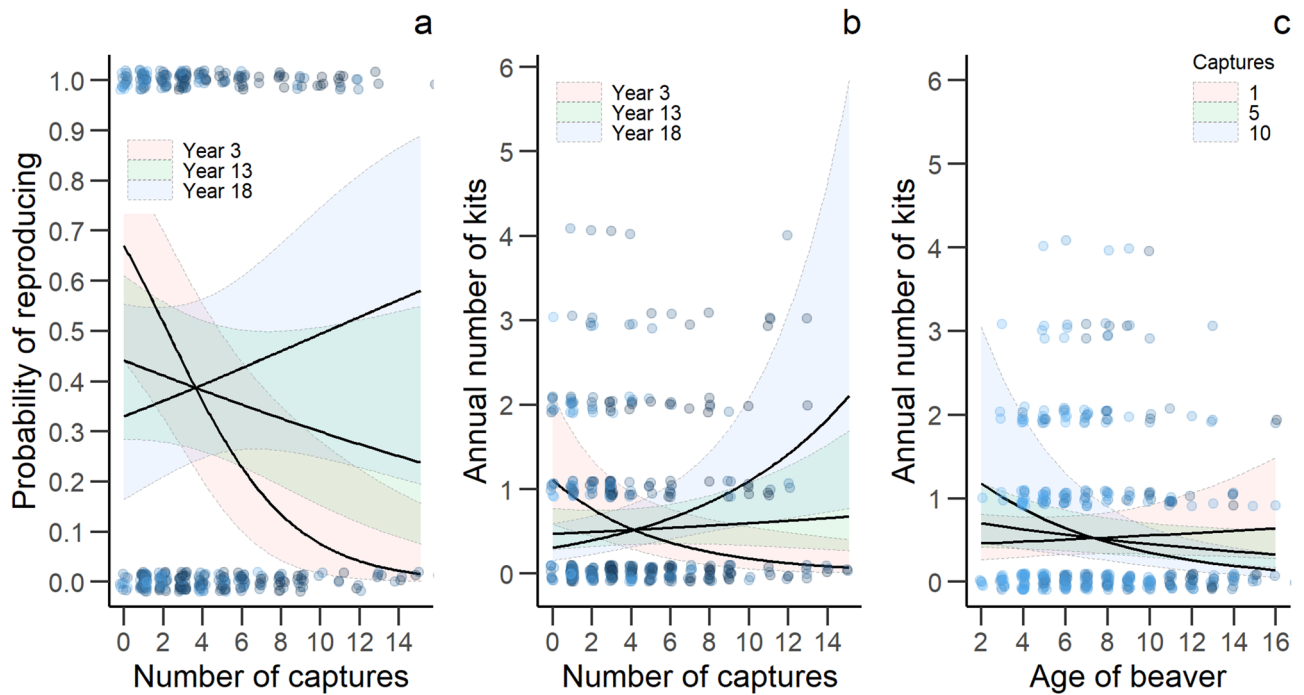 a
Probability of reproducing
1.0
0.9
0.8
0.7
0.6
0.5
0.4
0.3
0.2
0.1
0.0
Year 3
Year 13
Year 18
0 2 4 6 8 10 12 14
Number of captures
b
Annual number of kits
6
5
4
3
2
1
0
Year 3
Year 13
Year 18
0 2 4 6 8 10 12 14
Number of captures
c
Annual number of kits
6
5
4
3
2
1
0
Captures
1
5
10
2 4 6 8 10 12 14 16
Age of beaver